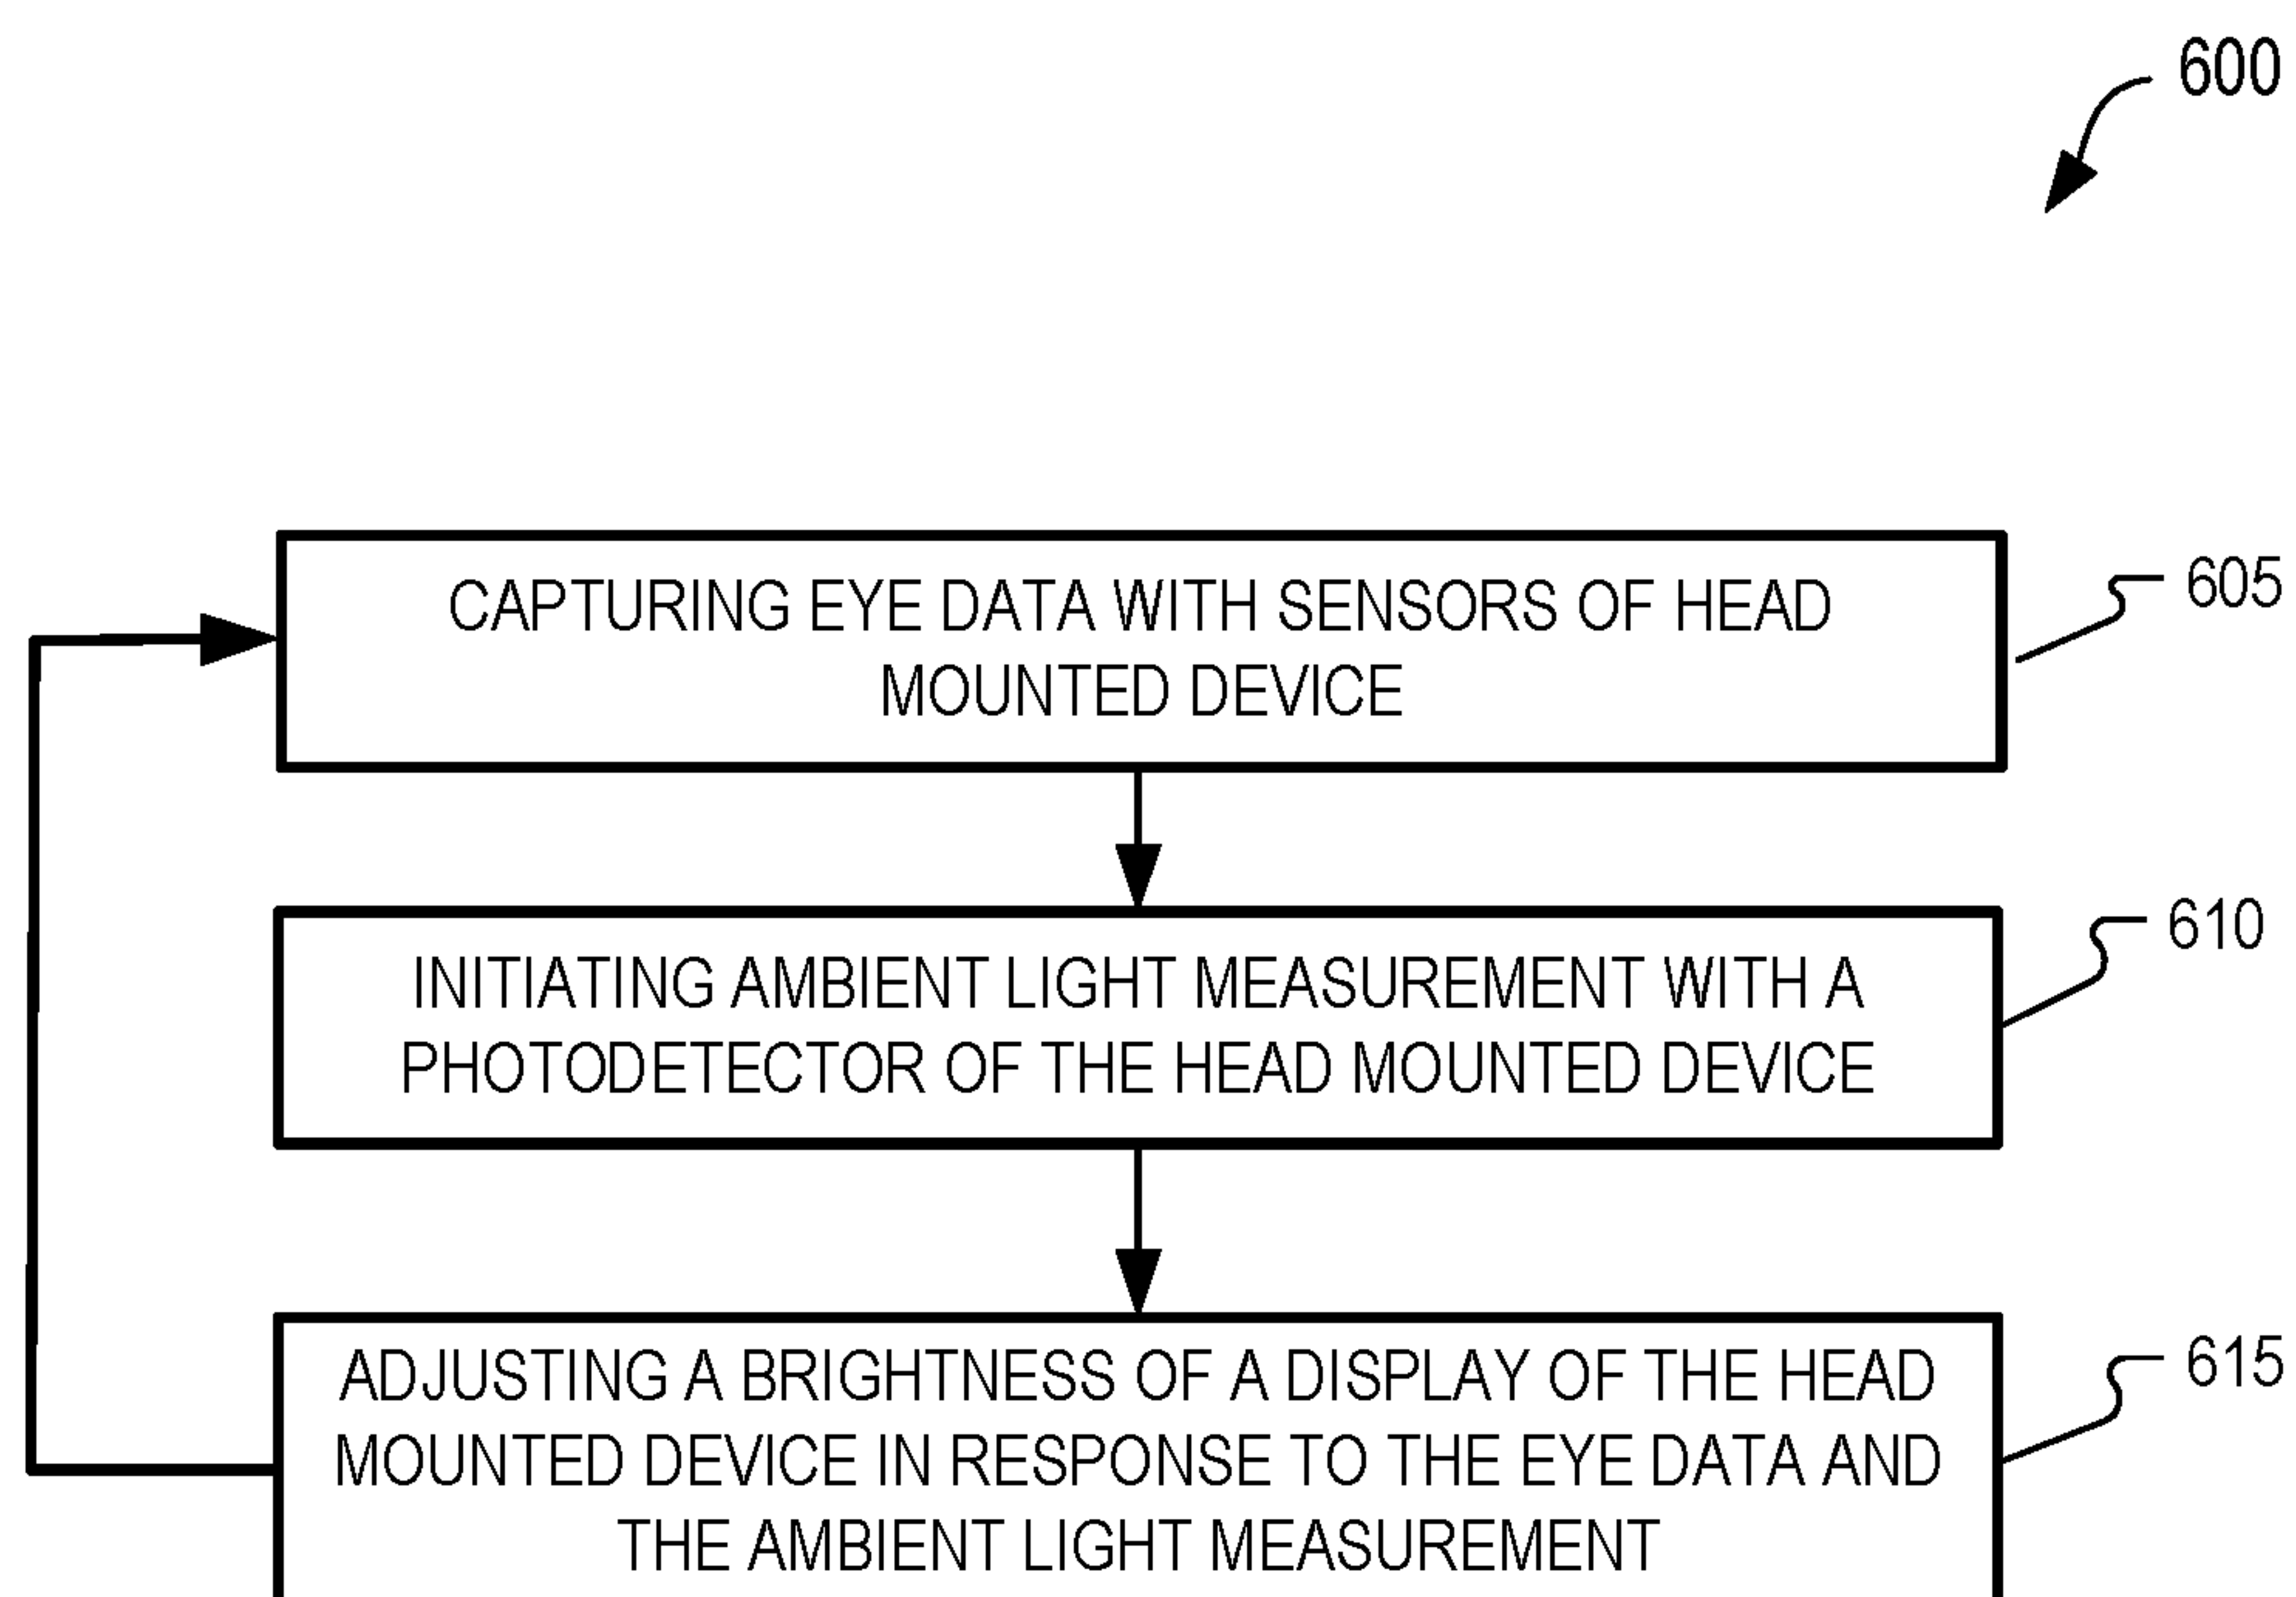 600
CAPTURING EYE DATA WITH SENSORS OF HEAD
MOUNTED DEVICE
605
INITIATING AMBIENT LIGHT MEASUREMENT WITH A
PHOTODETECTOR OF THE HEAD MOUNTED DEVICE
610
ADJUSTING A BRIGHTNESS OF A DISPLAY OF THE HEAD
MOUNTED DEVICE IN RESPONSE TO THE EYE DATA AND
THE AMBIENT LIGHT MEASUREMENT
615